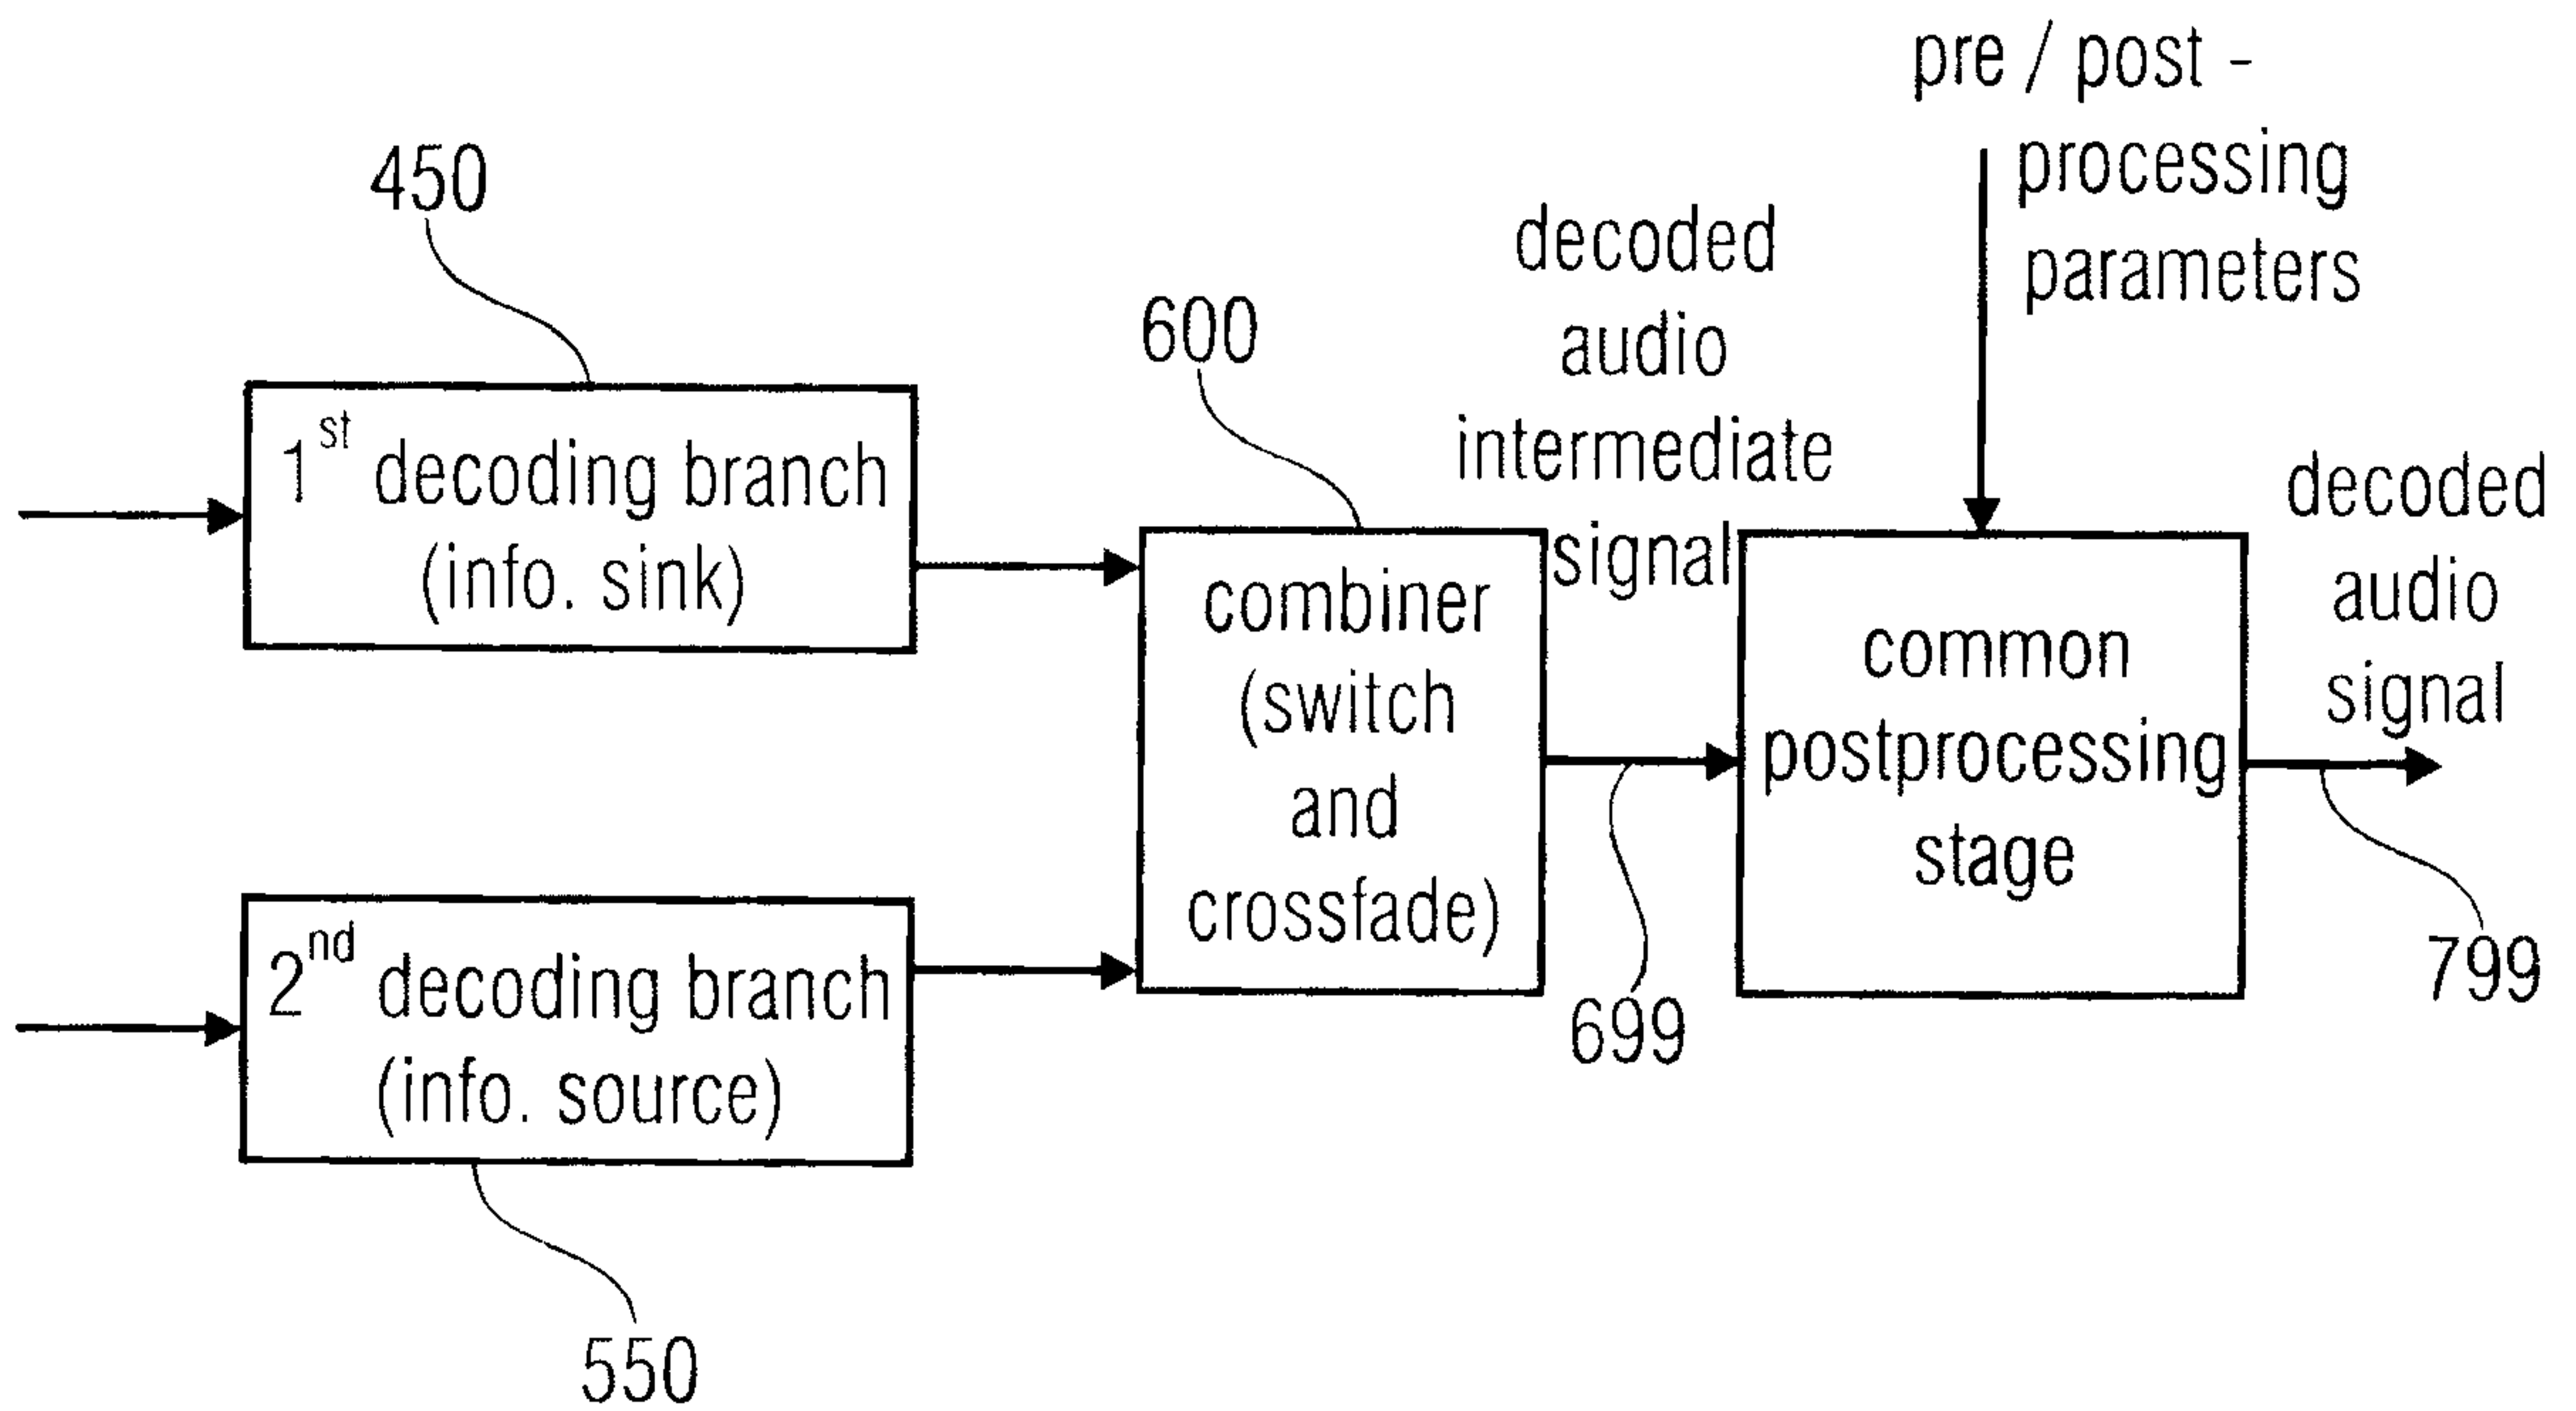 450
1st decoding branch
(info. sink)
2nd decoding branch
(info. source)
550
600
combiner
(switch
and
crossfade)
decoded
audio
intermediate
signal
699
pre / post -
processing
parameters
common
postprocessing
stage
decoded
audio
signal
799